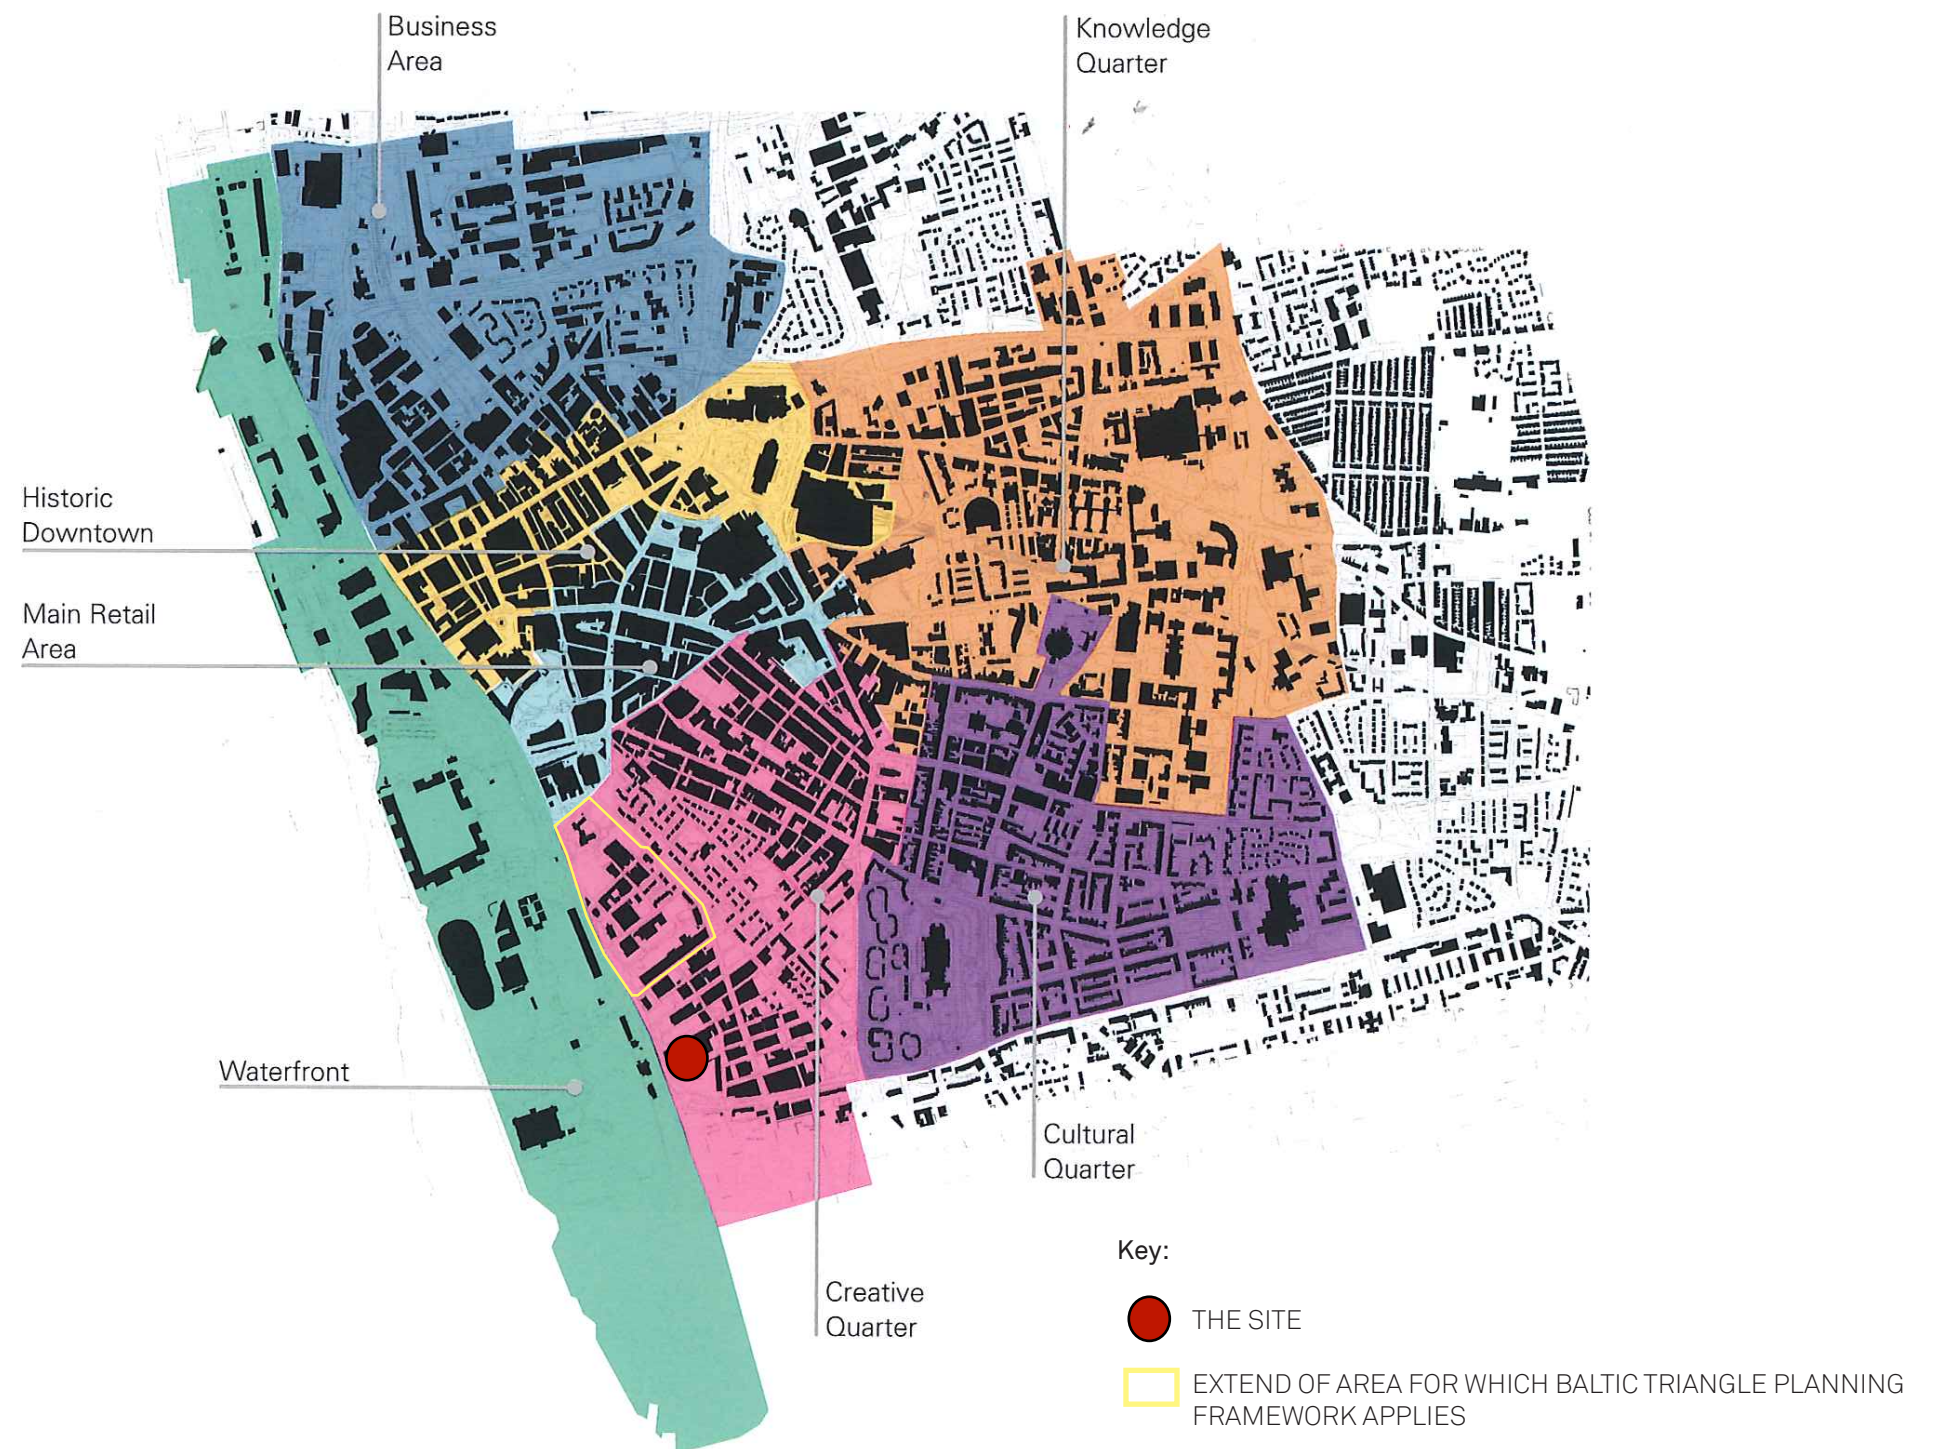 Business
Area
Knowledge
Quarter
Historic
Downtown
Main Retail
Area
Waterfront
Cultural
Quarter
Creative
Quarter
Key:
THE SITE
EXTEND OF AREA FOR WHICH BALTIC TRIANGLE PLANNING
FRAMEWORK APPLIES